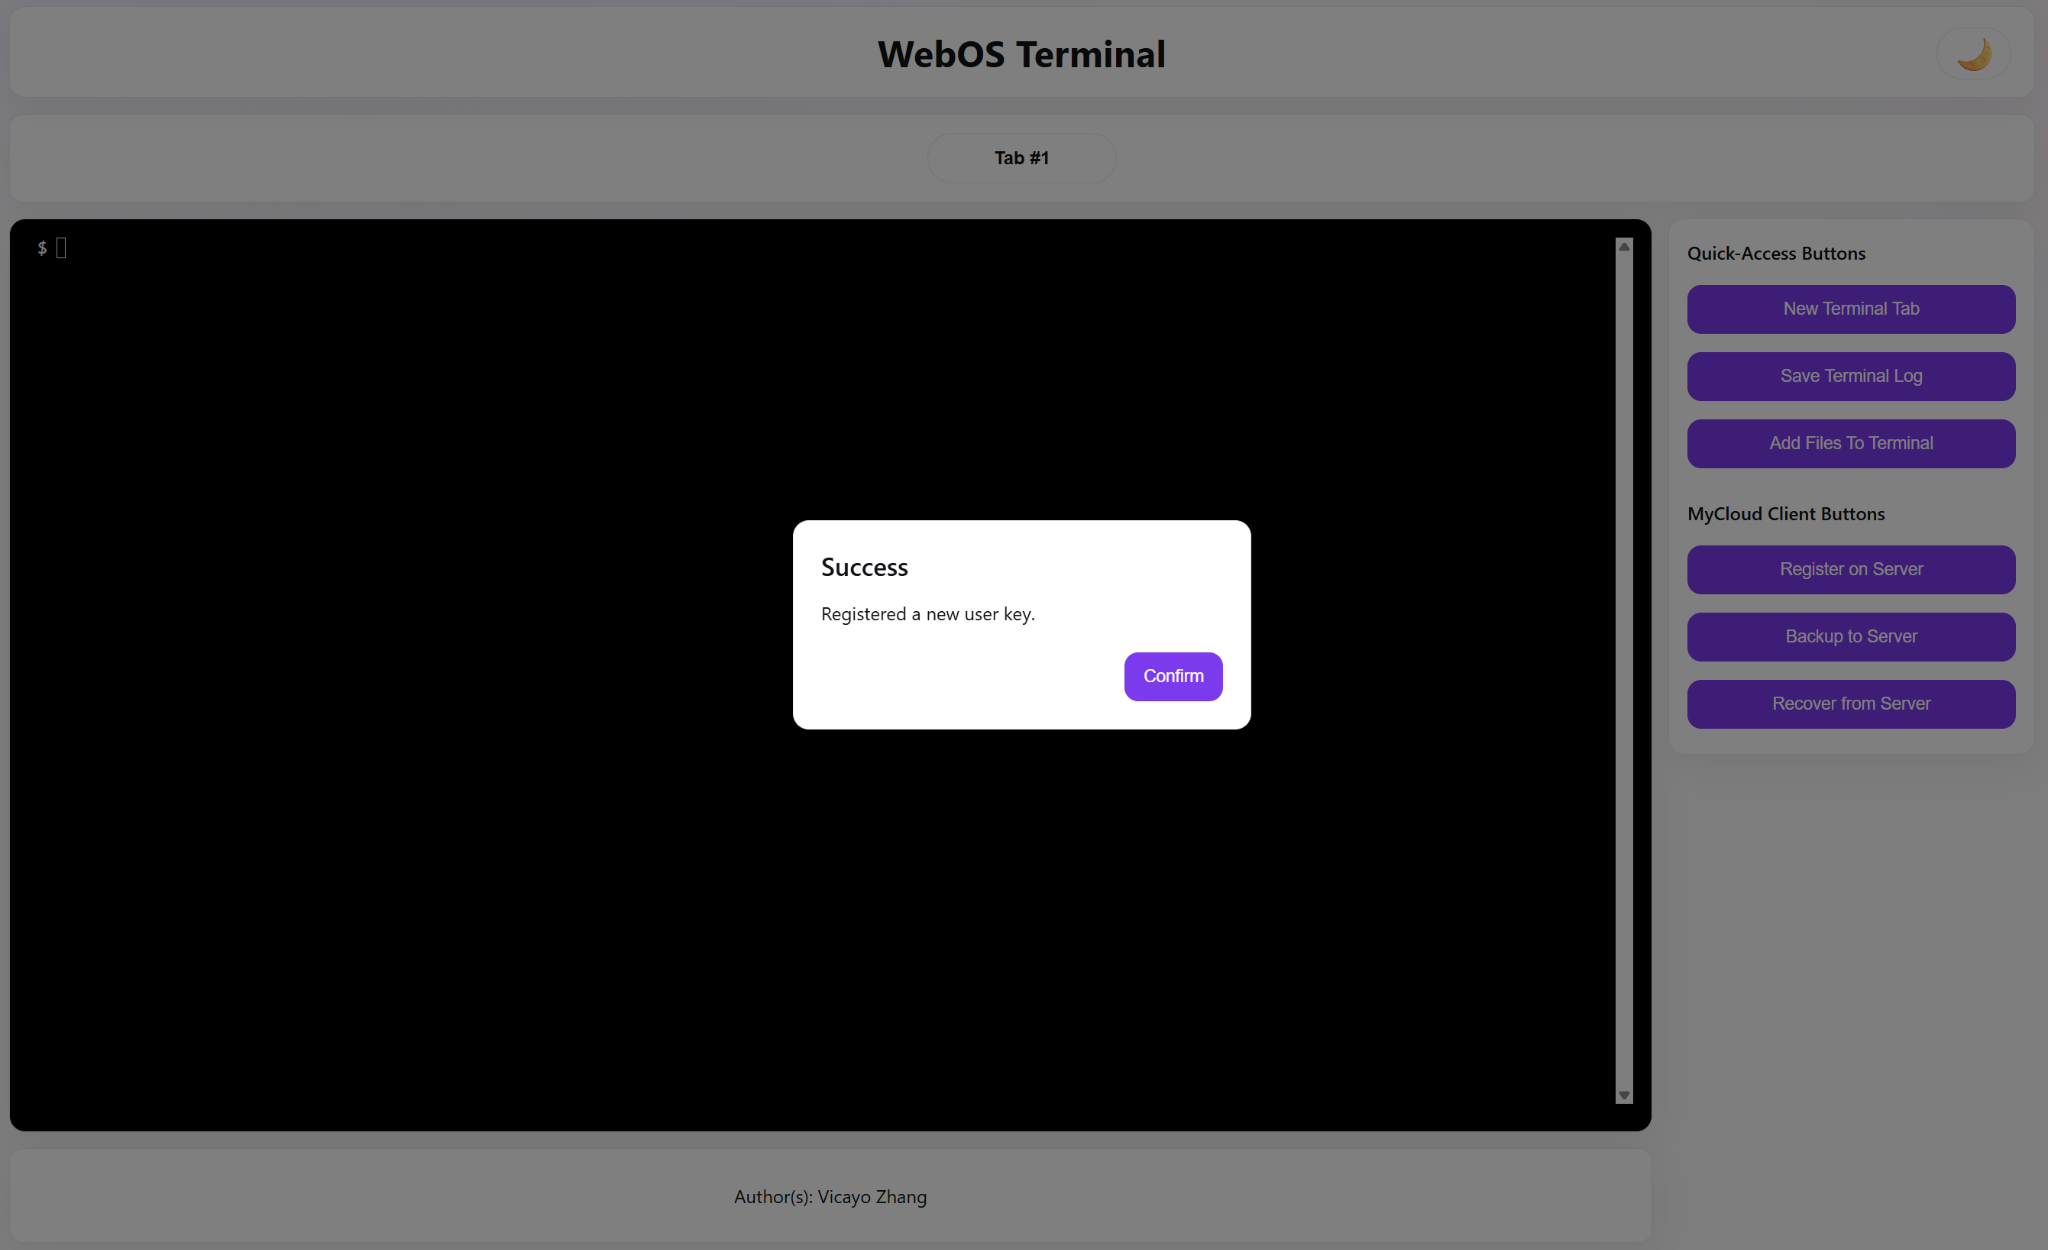 WebOS Terminal
Tab #1
$
Quick-Access Buttons
New Terminal Tab
Save Terminal Log
Add Files To Terminal
MyCloud Client Buttons
Register on Server
Backup to Server
Recover from Server
Success
Registered a new user key.
Confirm
Author(s): Vicayo Zhang